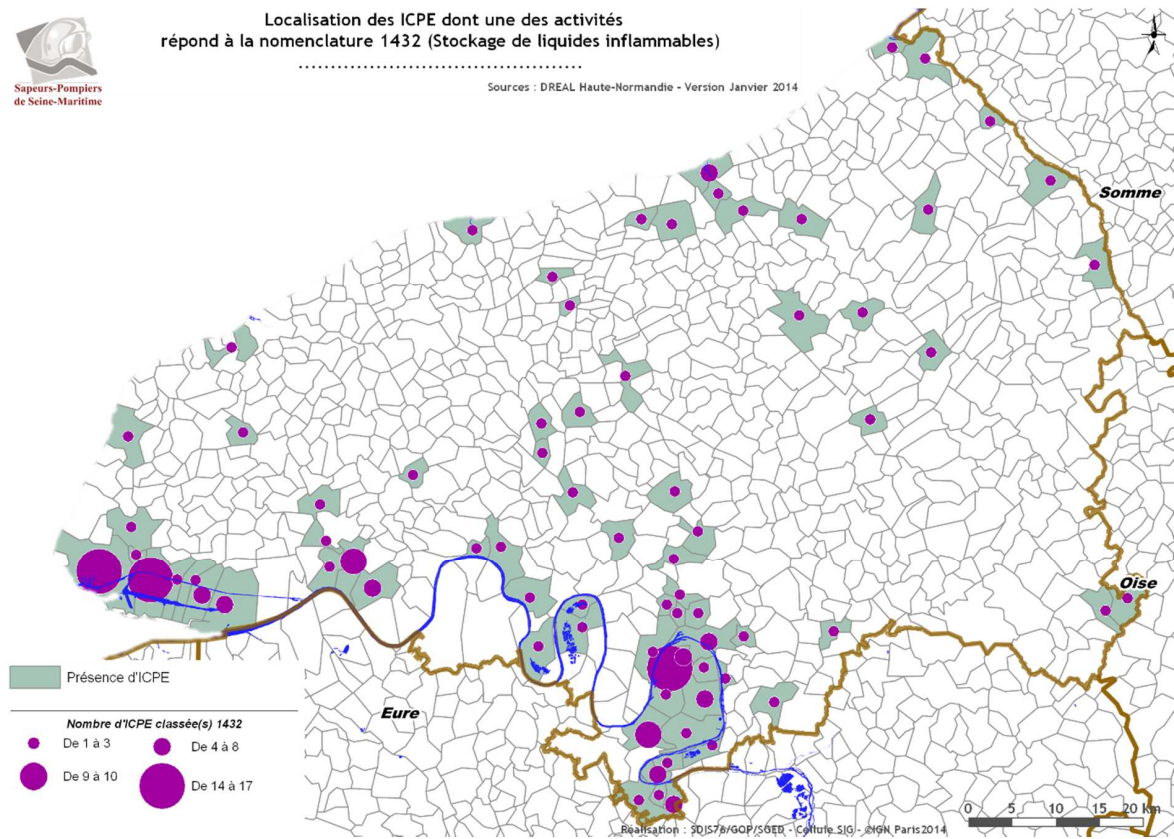 Localisation des ICPE dont une des activités
répond à la nomenclature 1432 (Stockage de liquides inflammables)
Sources : DREAL Haute-Normandie - Version Janvier 2014
Sapeurs-Pompiers
de Seine-Maritime
Somme
Oise
Eure
Présence d'ICPE
Nombre d'ICPE classée(s) 1432
De 1 à 3
De 4 à 8
De 9 à 10
De 14 à 17
0 5 10 15 20 km
Réalisation : SDIS76/GOP/SGED - Cellule SIG - ©IGN Paris2014